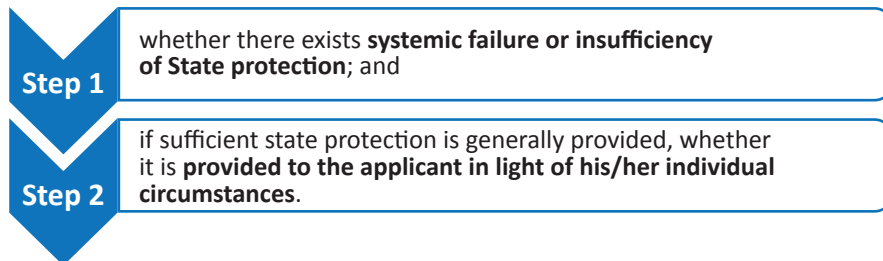 Step 1
whether there exists systemic failure or insufficiency
of State protection; and
Step 2
if sufficient state protection is generally provided, whether
it is provided to the applicant in light of his/her individual
circumstances.